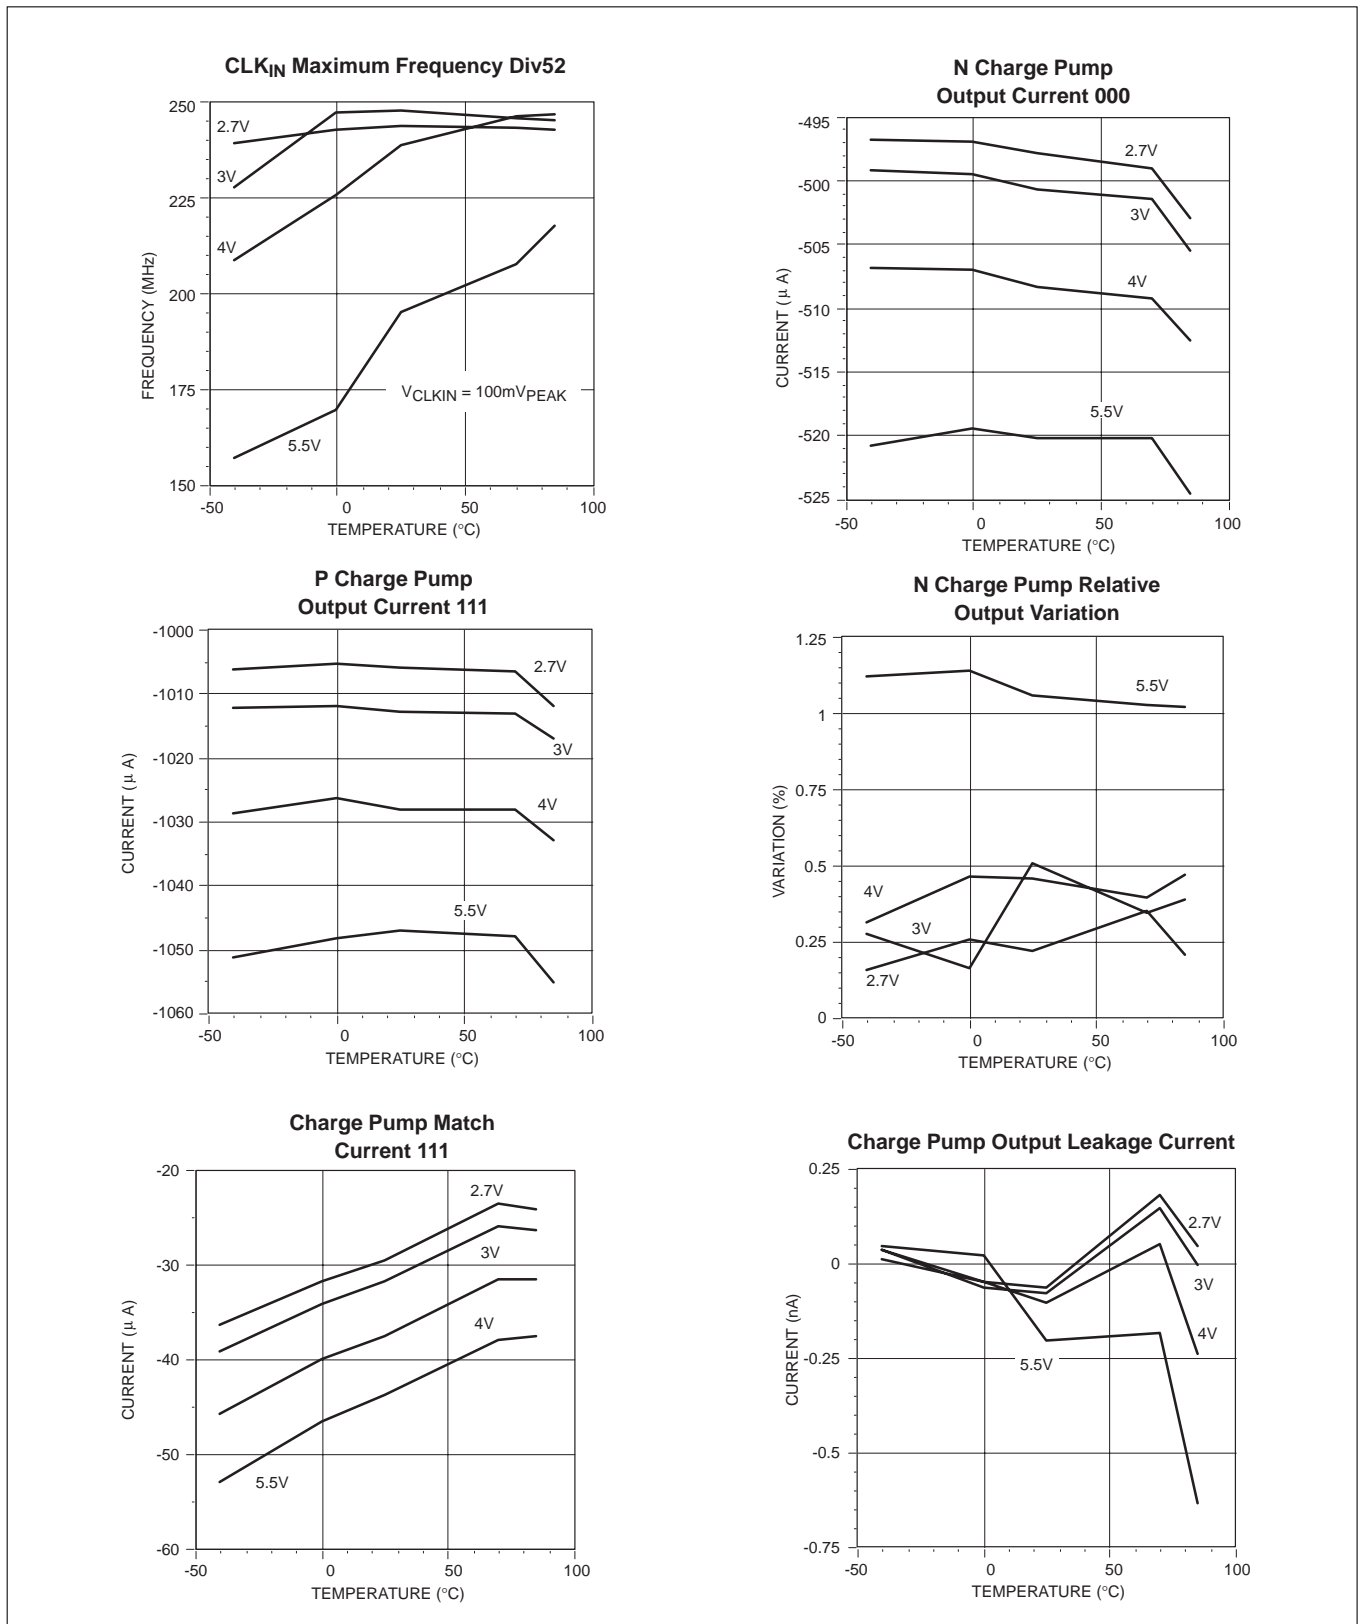 CLKIN Maximum Frequency Div52
250
225
200
175
150
FREQUENCY (MHz)
2.7V
3V
4V
5.5V
VCLKIN = 100mVPEAK
-50
0
50
100
TEMPERATURE (°C)
N Charge Pump
Output Current 000
-495
-500
-505
-510
-515
-520
-525
CURRENT (μ A)
2.7V
3V
4V
5.5V
-50
0
50
100
TEMPERATURE (°C)
P Charge Pump
Output Current 111
-1000
-1010
-1020
-1030
-1040
-1050
-1060
CURRENT (μ A)
2.7V
3V
4V
5.5V
-50
0
50
100
TEMPERATURE (°C)
N Charge Pump Relative
Output Variation
1.25
1
0.75
0.5
0.25
0
VARIATION (%)
5.5V
4V
3V
2.7V
-50
0
50
100
TEMPERATURE (°C)
Charge Pump Match
Current 111
-20
-30
-40
-50
-60
CURRENT (μ A)
2.7V
3V
4V
5.5V
-50
0
50
100
TEMPERATURE (°C)
Charge Pump Output Leakage Current
0.25
0
-0.25
-0.5
-0.75
CURRENT (nA)
2.7V
3V
4V
5.5V
-50
0
50
100
TEMPERATURE (°C)